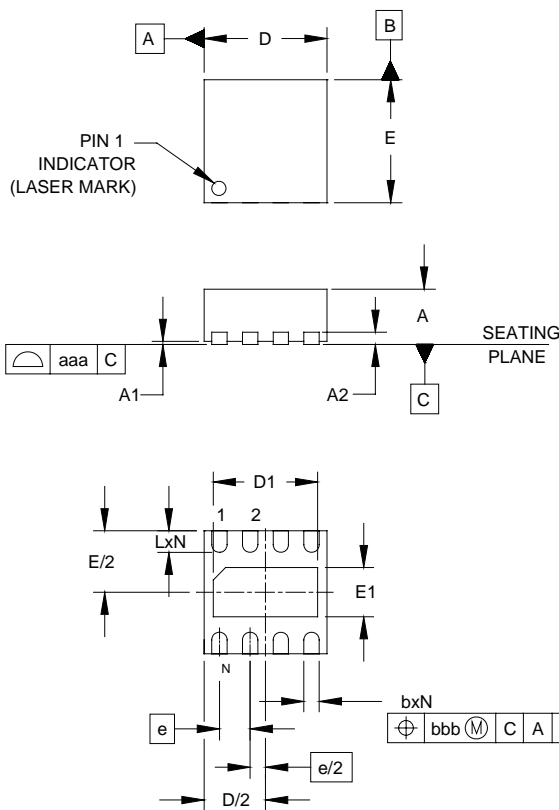 A
D
B
PIN 1
INDICATOR
(LASER MARK)
E
A
SEATING
PLANE
aaa C
A1
A2
C
D1
1 2
LxN
E/2
E1
N
bxN
e
bbb Ⓜ C A
e/2
D/2